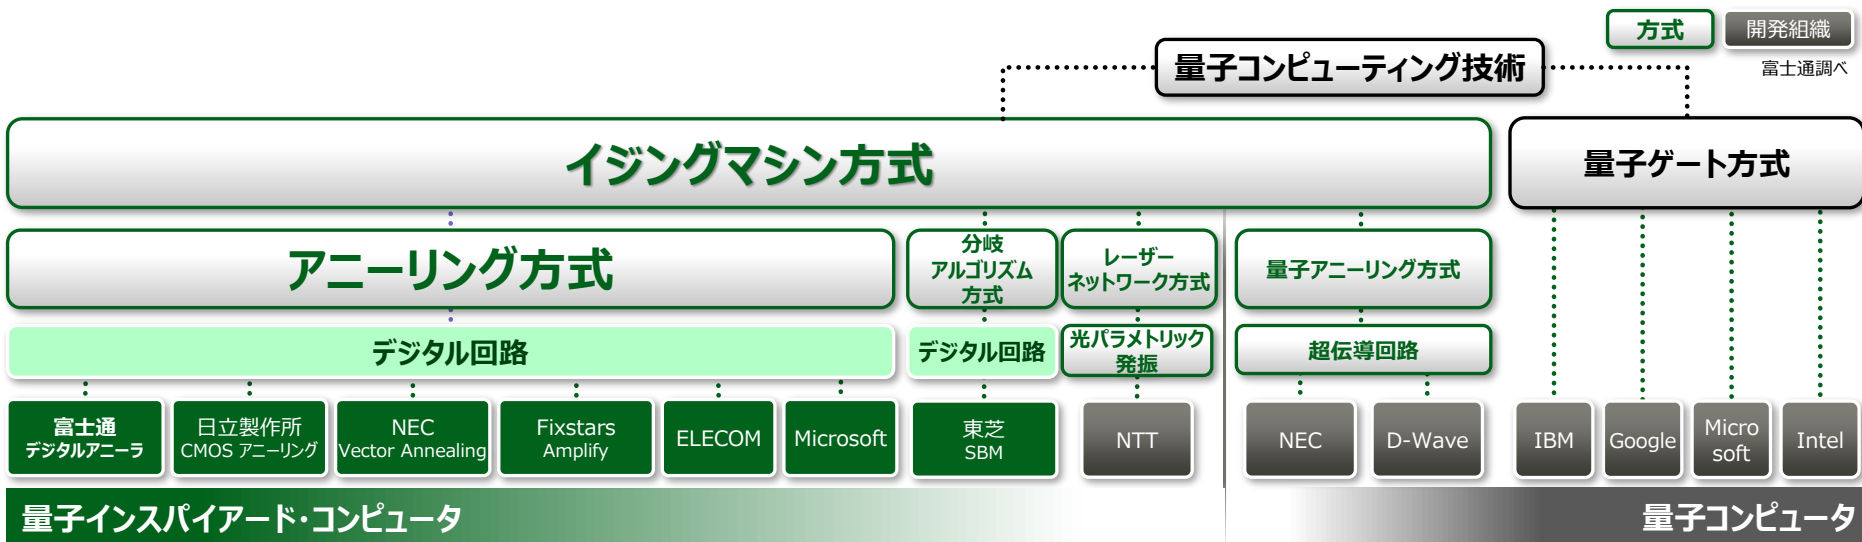 方式
開発組織
富士通調べ
量子コンピューティング技術
イジングマシン方式
量子ゲート方式
アニーリング方式
分岐
アルゴリズム
方式
レーザー
ネットワーク方式
量子アニーリング方式
デジタル回路
デジタル回路
光パラメトリック
発振
超伝導回路
富士通
デジタルアニーラ
日立製作所
CMOS アニーリング
NEC
Vector Annealing
Fixstars
Amplify
ELECOM
Microsoft
東芝
SBM
NTT
NEC
D-Wave
IBM
Google
Micro
soft
Intel
量子インスパイアード・コンピュータ
量子コンピュータ